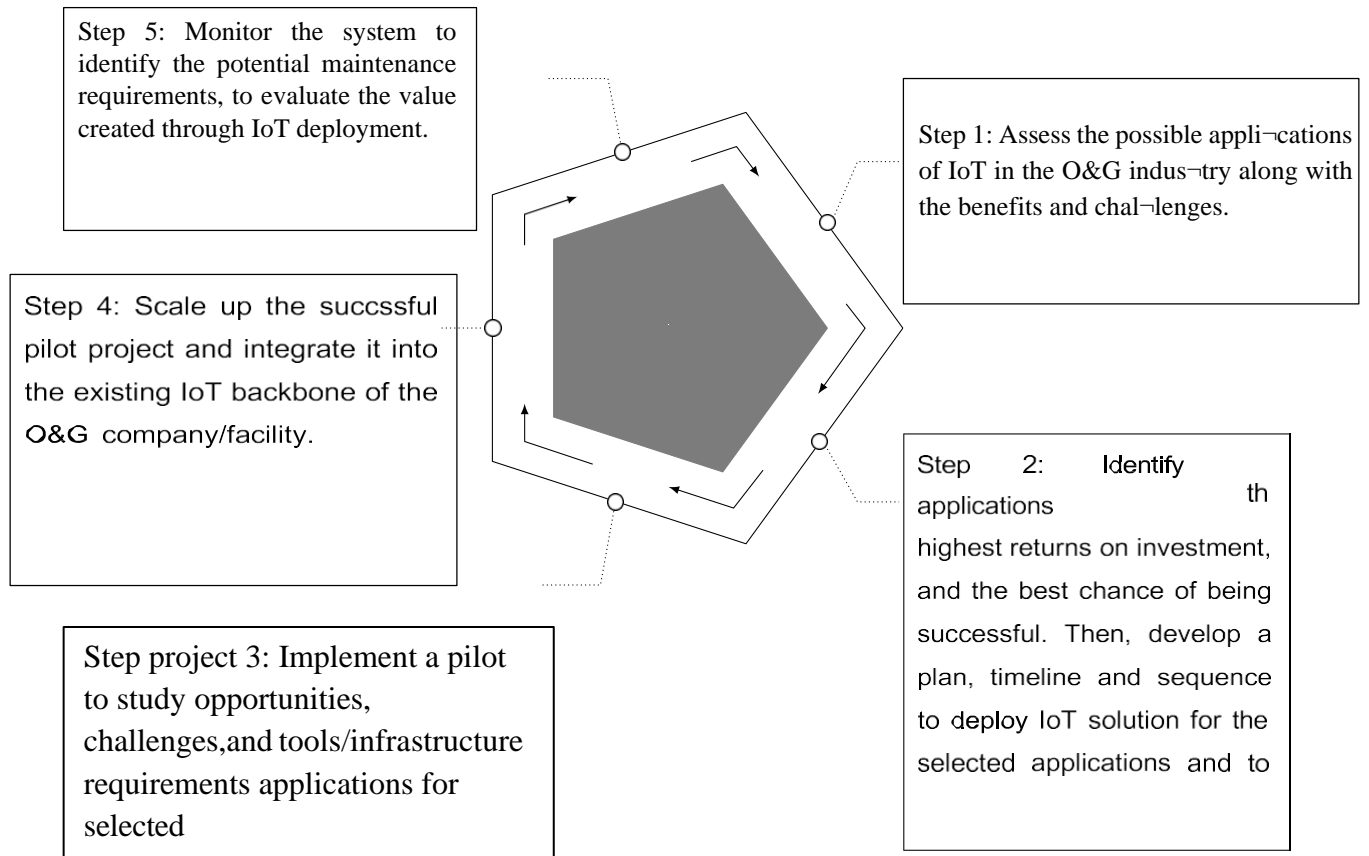 Step 5: Monitor the system to
identify the potential maintenance
requirements, to evaluate the value
created through IoT deployment.
Step 1: Assess the possible appli¬cations
of IoT in the O&G indus¬try along with
the benefits and chal¬lenges.
Step 4: Scale up the succssful
pilot project and integrate it into
the existing IoT backbone of the
O&G company/facility.
Step 2: Identify
applications th
highest returns on investment,
and the best chance of being
successful. Then, develop a
plan, timeline and sequence
to deploy IoT solution for the
selected applications and to
Step project 3: Implement a pilot
to study opportunities,
challenges,and tools/infrastructure
requirements applications for
selected